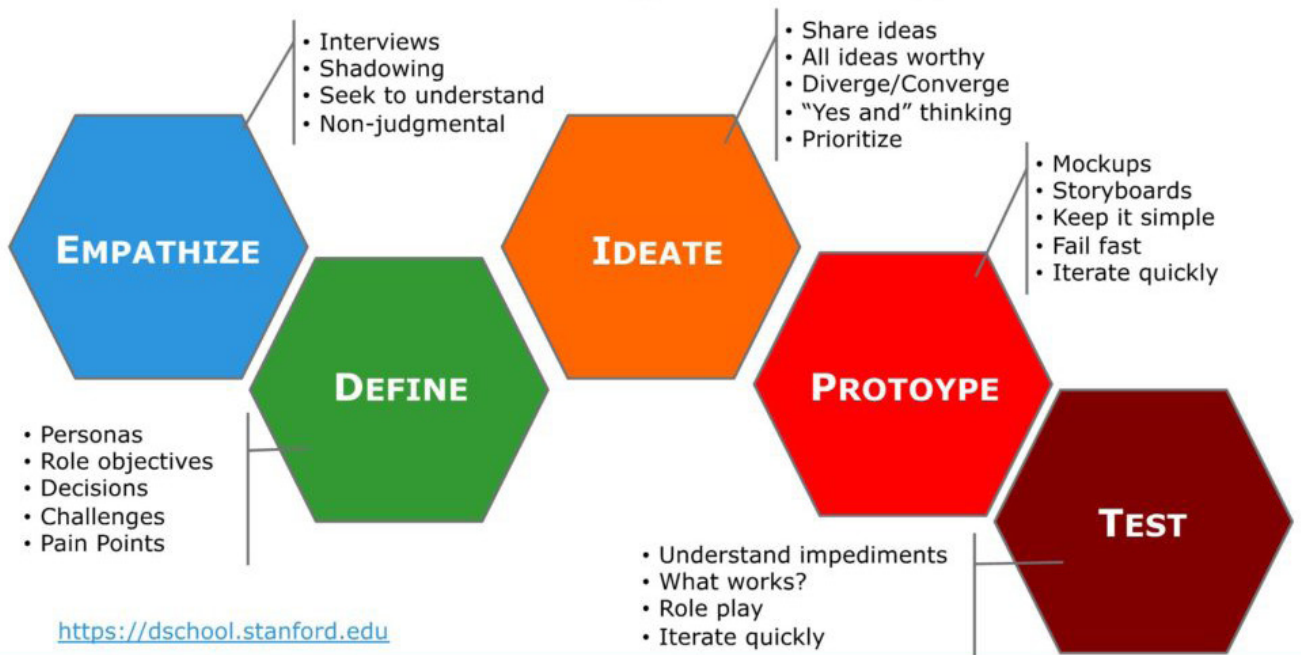 EMPATHIZE
• Interviews
• Shadowing
• Seek to understand
• Non-judgmental
DEFINE
• Personas
• Role objectives
• Decisions
• Challenges
• Pain Points
IDEATE
• Share ideas
• All ideas worthy
• Diverge/Converge
• “Yes and” thinking
• Prioritize
PROTOYPE
• Mockups
• Storyboards
• Keep it simple
• Fail fast
• Iterate quickly
TEST
• Understand impediments
• What works?
• Role play
• Iterate quickly
https://dschool.stanford.edu